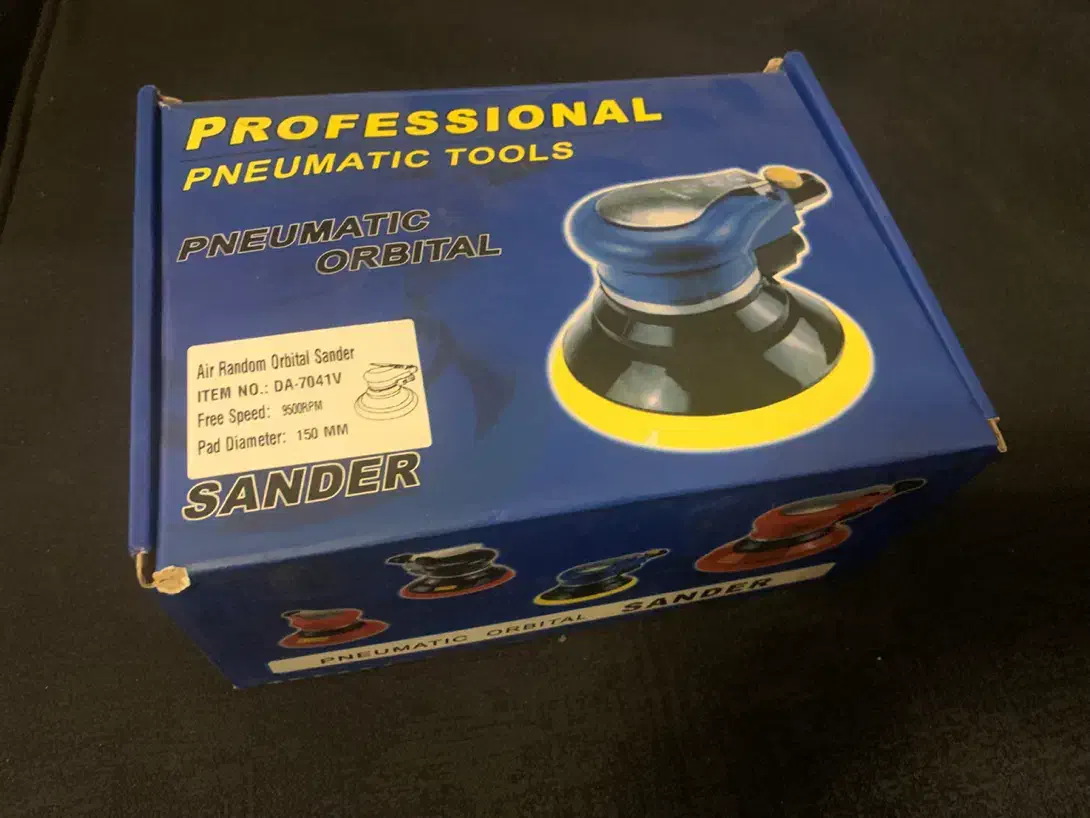 PROFESSIONAL
PNEUMATIC TOOLS
PNEUMATIC
ORBITAL
Air Random Orbital Sander
ITEM NO.: DA-7041V
Free Speed: 9500RPM
Pad Diameter: 150 MM
SANDER
PNEUMATIC ORBITAL SANDER